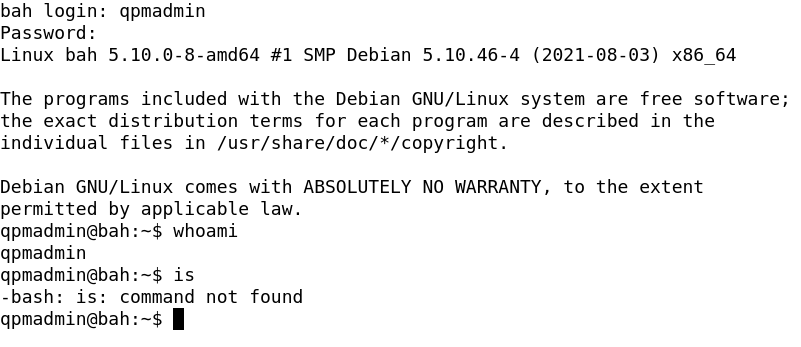 bah login: qpmadmin
Password:
Linux bah 5.10.0-8-amd64 #1 SMP Debian 5.10.46-4 (2021-08-03) x86_64
The programs included with the Debian GNU/Linux system are free software;
the exact distribution terms for each program are described in the
individual files in /usr/share/doc/*/copyright.
Debian GNU/Linux comes with ABSOLUTELY NO WARRANTY, to the extent
permitted by applicable law.
qpmadmin@bah:~$ whoami
qpmadmin
qpmadmin@bah:~$ is
-bash: is: command not found
qpmadmin@bah:~$